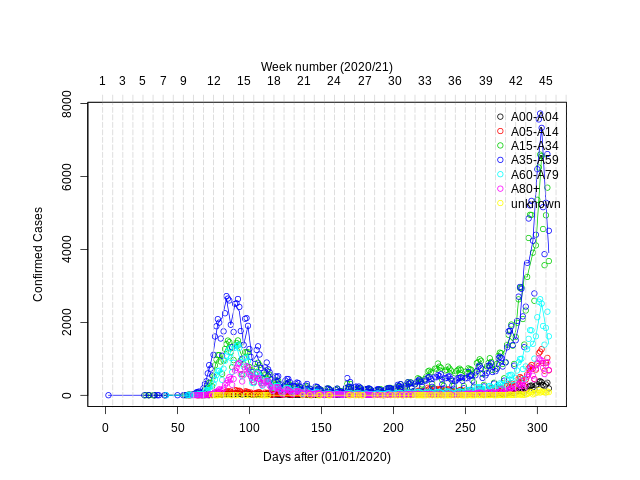 Week number (2020/21)
1 3 5 7 9 12 15 18 21 24 27 30 33 36 39 42 45
8000
6000
4000
2000
0
Confirmed Cases
A00-A04
A05-A14
A15-A34
A35-A59
A60-A79
A80+
unknown
0 50 100 150 200 250 300
Days after (01/01/2020)